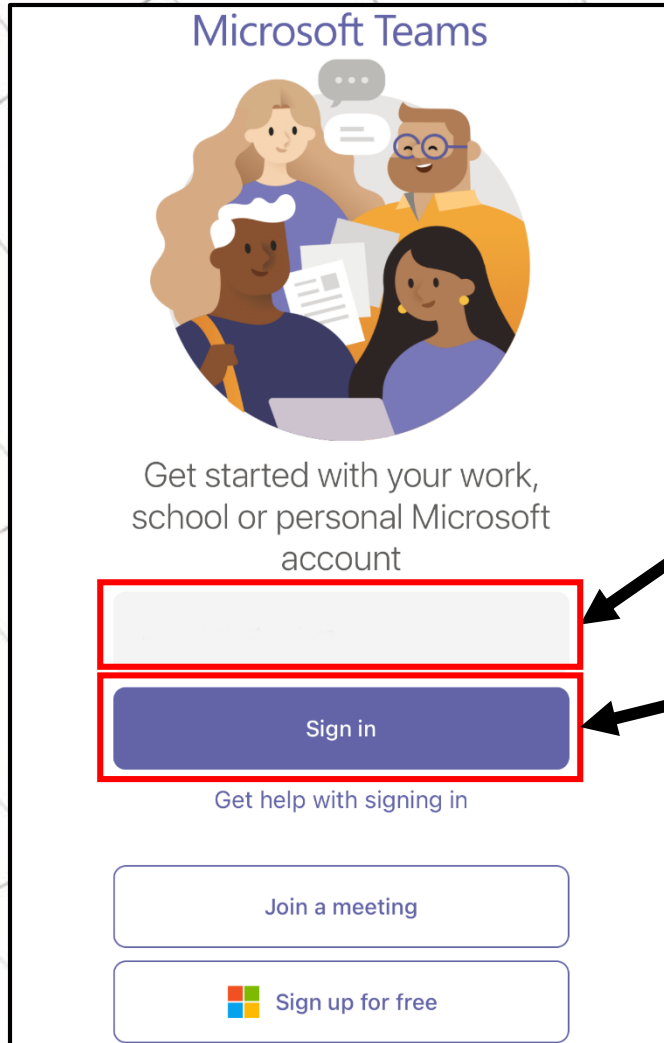 Microsoft Teams
Get started with your work,
school or personal Microsoft
account
Sign in
Get help with signing in
Join a meeting
Sign up for free